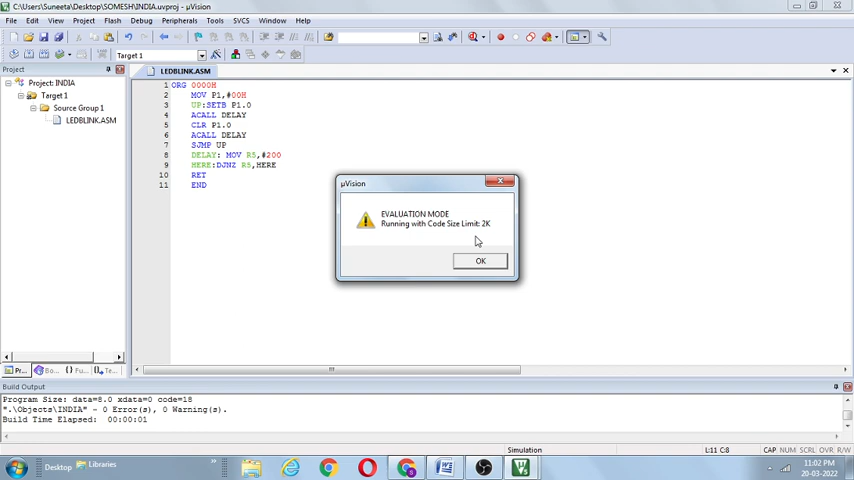 C:\Users\Suneeta\Desktop\SOMESH\INDIA.uvproj - µVision
File Edit View Project Flash Debug Peripherals Tools SVCS Window Help
Target 1
Project
LEDBLINK.ASM
Project: INDIA
Target 1
Source Group 1
LEDBLINK.ASM
1 ORG 0000H
2 MOV P1,#00H
3 UP:SETB P1.0
4 ACALL DELAY
5 CLR P1.0
6 ACALL DELAY
7 SJMP UP
8 DELAY: MOV R5,#200
9 HERE:DJNZ R5,HERE
10 RET
11 END
µVision
EVALUATION MODE
Running with Code Size Limit: 2K
OK
Pr... Bo... {} Fu... Te...
Build Output
Program Size: data=8.0 xdata=0 code=18
".\Objects\INDIA" - 0 Error(s), 0 Warning(s).
Build Time Elapsed: 00:00:01
Simulation L:11 C:8 CAP NUM SCRL OVR R/W
Desktop Libraries
11:02 PM
20-03-2022